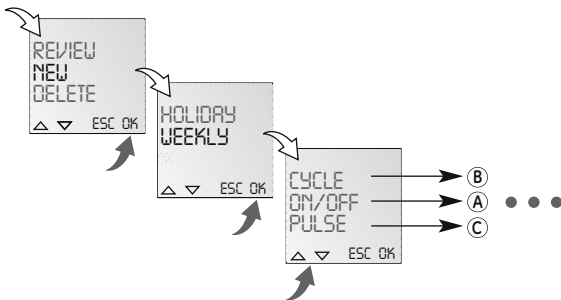 REVIEW
NEW
DELETE
ESC OK
HOLIDAY
WEEKLY
ESC OK
CYCLE B
ON/OFF A
PULSE C
ESC OK